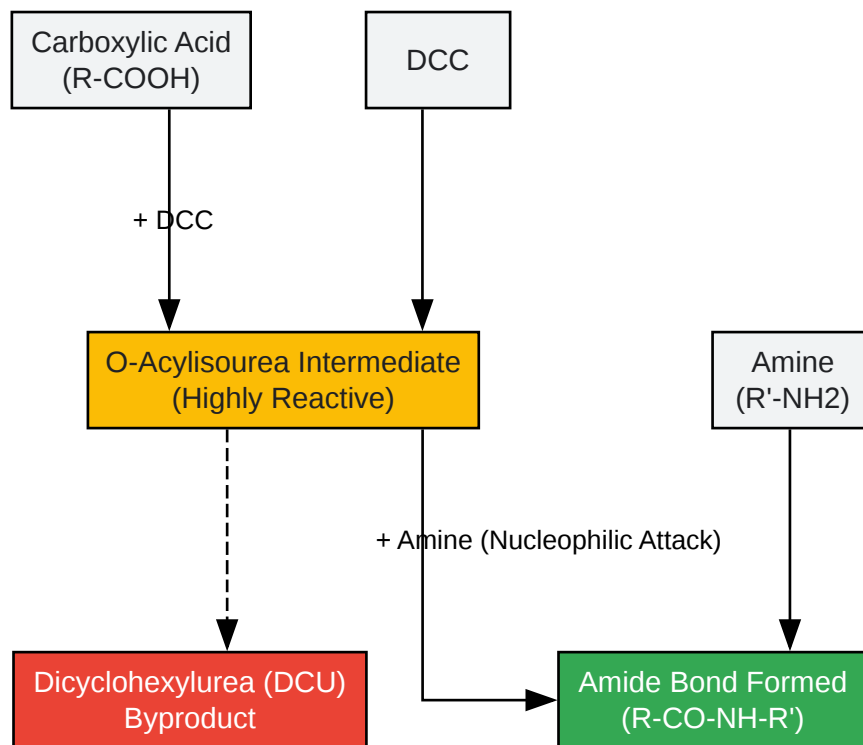 Carboxylic Acid
(R-COOH)
DCC
+ DCC
O-Acylisourea Intermediate
(Highly Reactive)
Amine
(R'-NH2)
+ Amine (Nucleophilic Attack)
Dicyclohexylurea (DCU)
Byproduct
Amide Bond Formed
(R-CO-NH-R')